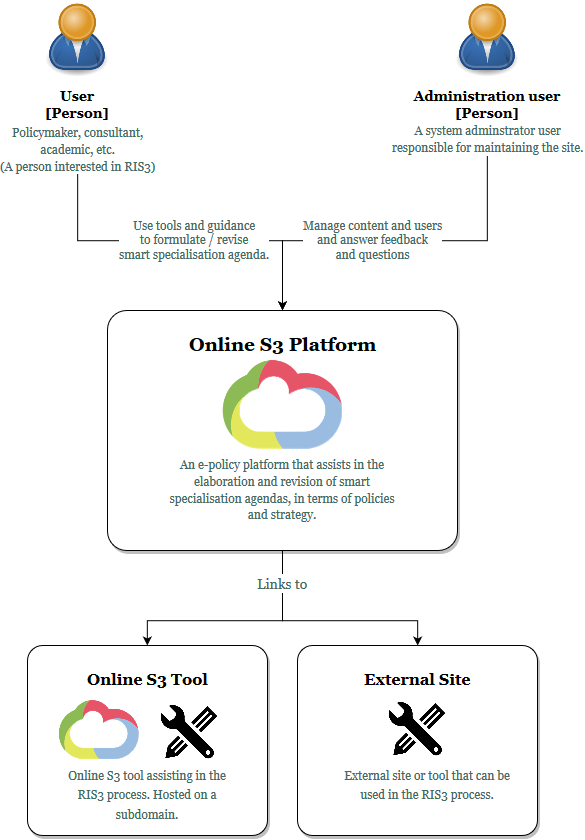 User
[Person]
Policymaker, consultant,
academic, etc.
(A person interested in RIS3)
Administration user
[Person]
A system adminstrator user
responsible for maintaining the site.
Use tools and guidance
to formulate / revise
smart specialisation agenda.
Manage content and users
and answer feedback
and questions
Online S3 Platform
An e-policy platform that assists in the
elaboration and revision of smart
specialisation agendas, in terms of policies
and strategy.
Links to
Online S3 Tool
Online S3 tool assisting in the
RIS3 process. Hosted on a
subdomain.
External Site
External site or tool that can be
used in the RIS3 process.